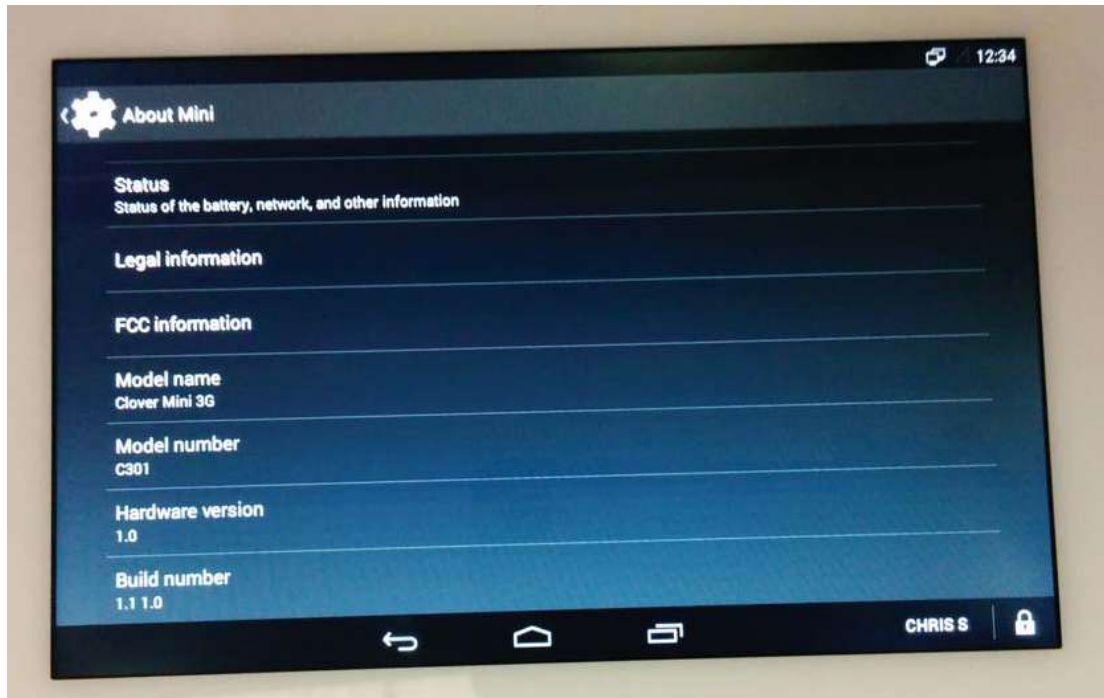 12:34
About Mini
Status
Status of the battery, network, and other information
Legal information
FCC information
Model name
Clover Mini 3G
Model number
C301
Hardware version
1.0
Build number
1.1 1.0
CHRIS S